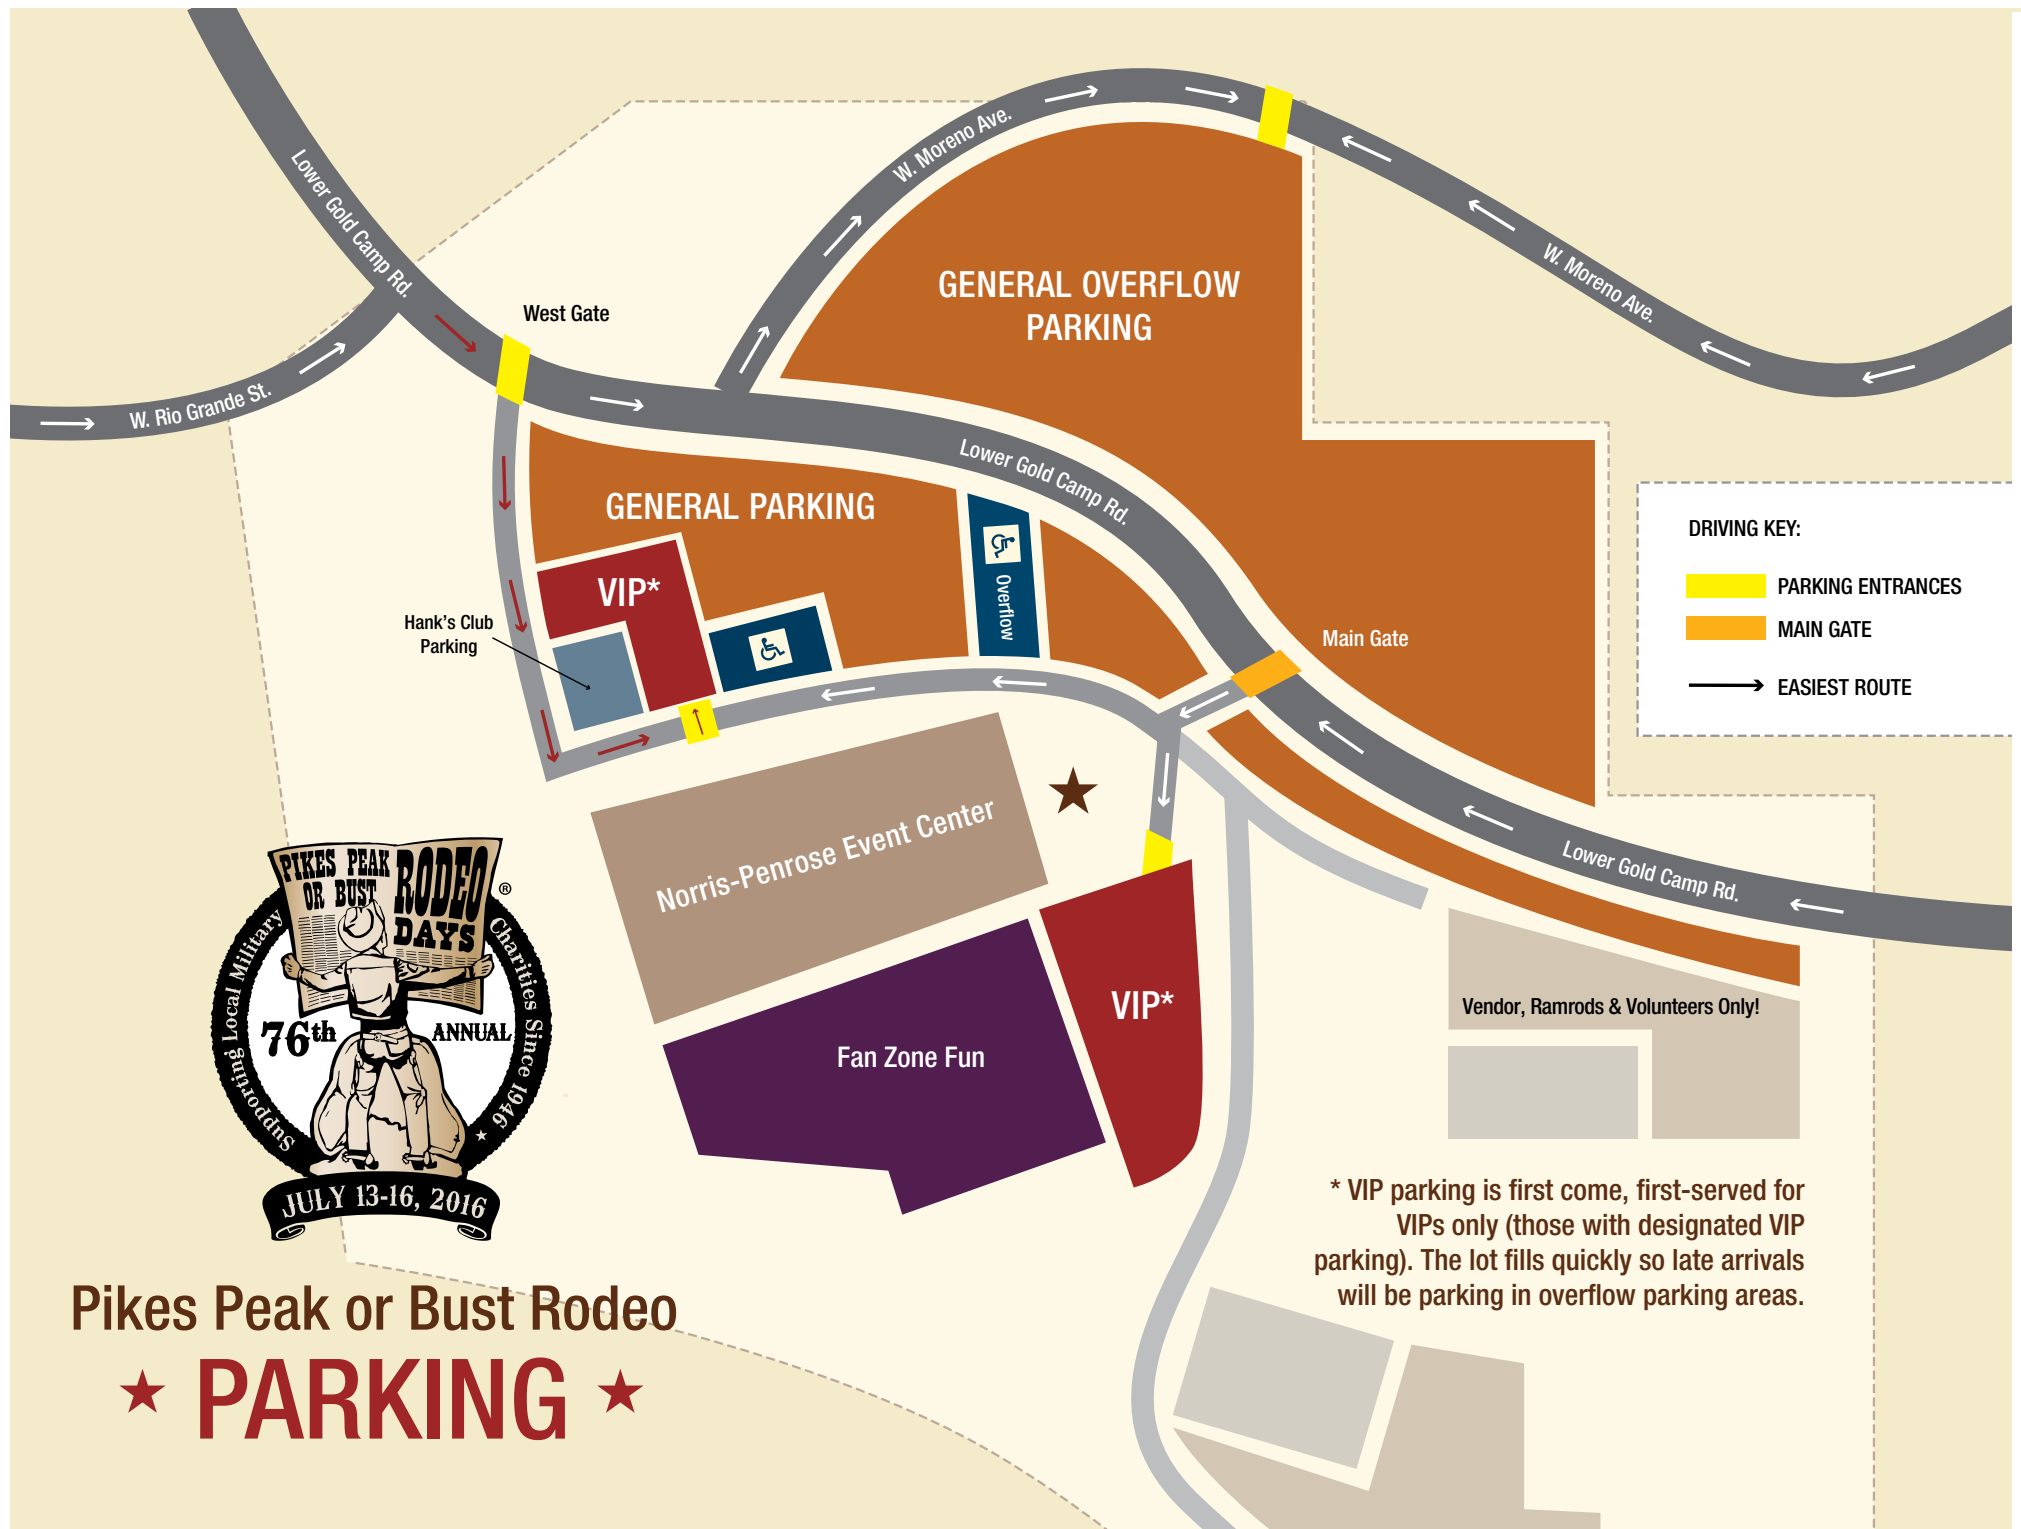 W. Moreno Ave.
Lower Gold Camp Rd.
W. Moreno Ave.
GENERAL OVERFLOW
PARKING
West Gate
W. Rio Grande St.
Lower Gold Camp Rd.
GENERAL PARKING
DRIVING KEY:
PARKING ENTRANCES
MAIN GATE
EASIEST ROUTE
VIP*
Overflow
Hank's Club
Parking
Main Gate
Norris-Penrose Event Center
Lower Gold Camp Rd.
PIKES PEAK
OR BUST
RODEO
DAYS
®
Supporting Local Military
Charities Since 1946
76th
ANNUAL
JULY 13-16, 2016
VIP*
Vendor, Ramrods & Volunteers Only!
Fan Zone Fun
* VIP parking is first come, first-served for
VIPs only (those with designated VIP
parking). The lot fills quickly so late arrivals
will be parking in overflow parking areas.
Pikes Peak or Bust Rodeo
PARKING